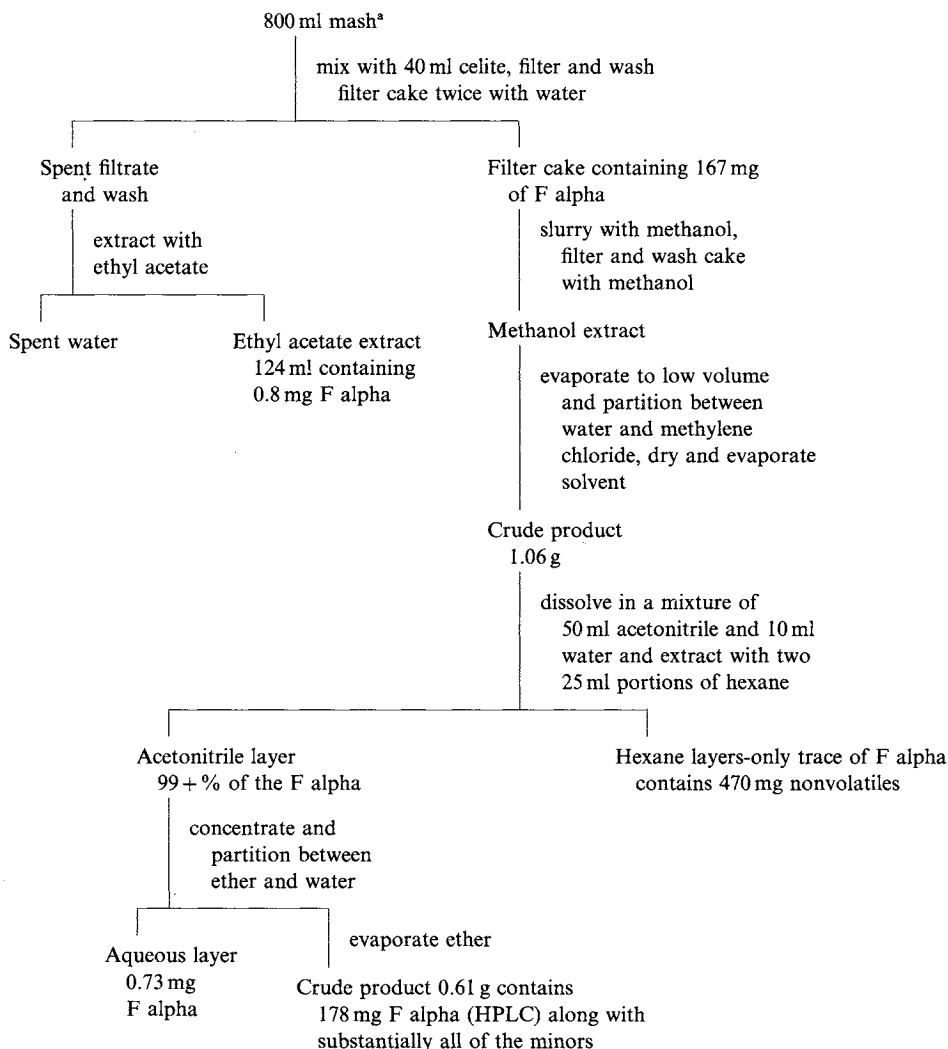 800 ml mashᵃ
mix with 40 ml celite, filter and wash
filter cake twice with water
Spent filtrate
and wash
extract with
ethyl acetate
Spent water
Ethyl acetate extract
124 ml containing
0.8 mg F alpha
Filter cake containing 167 mg
of F alpha
slurry with methanol,
filter and wash cake
with methanol
Methanol extract
evaporate to low volume
and partition between
water and methylene
chloride, dry and evaporate
solvent
Crude product
1.06 g
dissolve in a mixture of
50 ml acetonitrile and 10 ml
water and extract with two
25 ml portions of hexane
Acetonitrile layer
99 + % of the F alpha
Hexane layers-only trace of F alpha
contains 470 mg nonvolatiles
concentrate and
partition between
ether and water
Aqueous layer
0.73 mg
F alpha
evaporate ether
Crude product 0.61 g contains
178 mg F alpha (HPLC) along with
substantially all of the minors